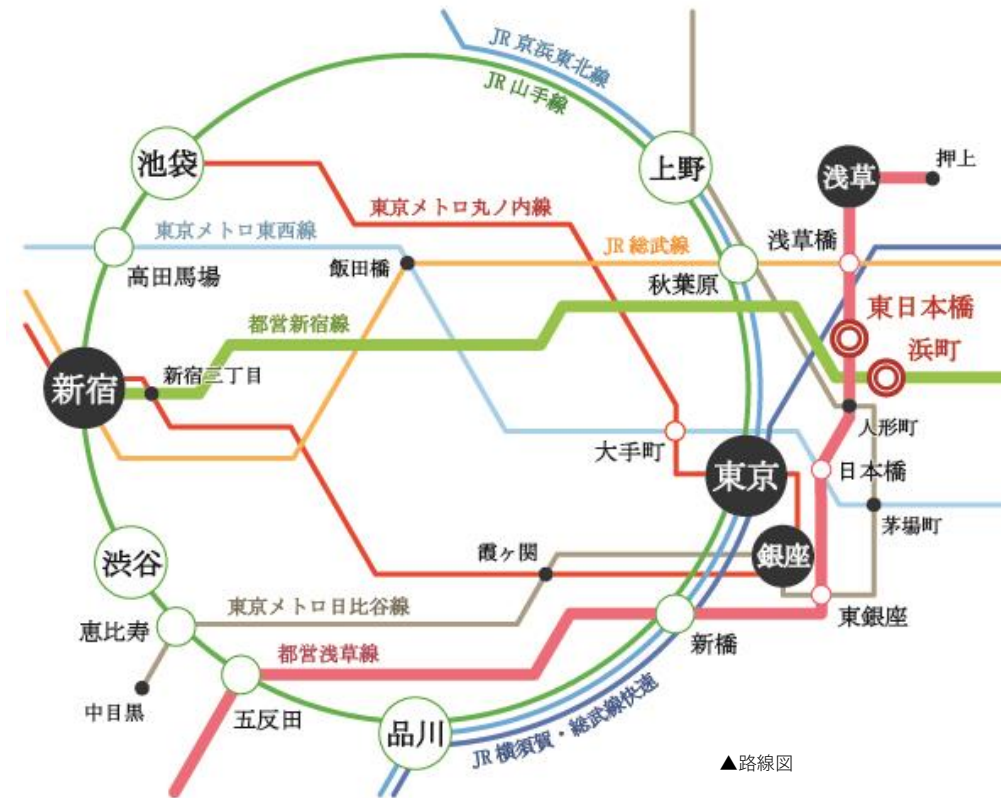 JR 京浜東北線
JR 山手線
池袋
上野
浅草
押上
東京メトロ丸ノ内線
東京メトロ東西線
JR 総武線
浅草橋
飯田橋
高田馬場
秋葉原
東日本橋
都営新宿線
浜町
新宿
新宿三丁目
人形町
大手町
日本橋
東京
茅場町
霞ヶ関
銀座
渋谷
東京メトロ日比谷線
東銀座
恵比寿
新橋
都営浅草線
中目黒
五反田
品川
JR 横須賀・総武線快速
▲路線図